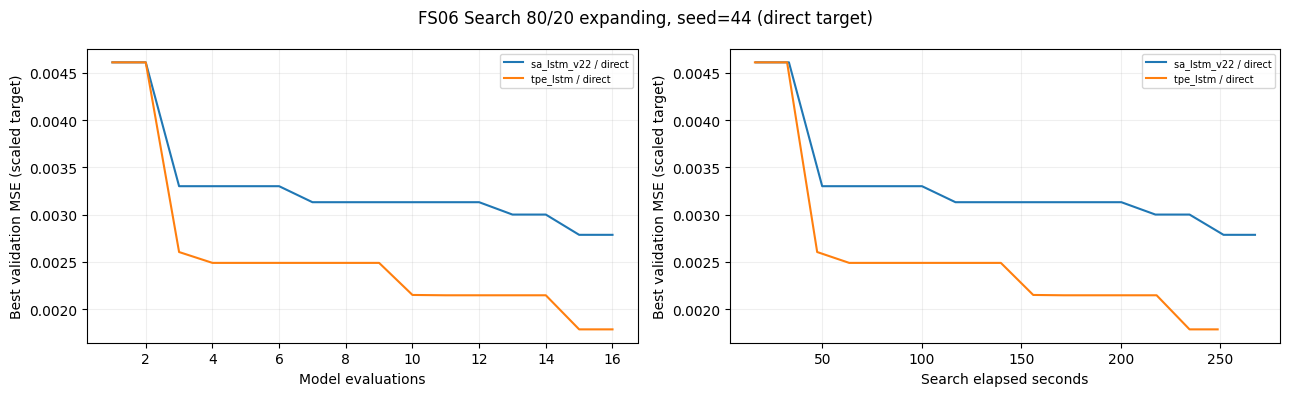 FS06 Search 80/20 expanding, seed=44 (direct target)
Best validation MSE (scaled target)
0.0045
0.0040
0.0035
0.0030
0.0025
0.0020
sa_lstm_v22 / direct
tpe_lstm / direct
2 4 6 8 10 12 14 16
Model evaluations
Best validation MSE (scaled target)
0.0045
0.0040
0.0035
0.0030
0.0025
0.0020
sa_lstm_v22 / direct
tpe_lstm / direct
50 100 150 200 250
Search elapsed seconds